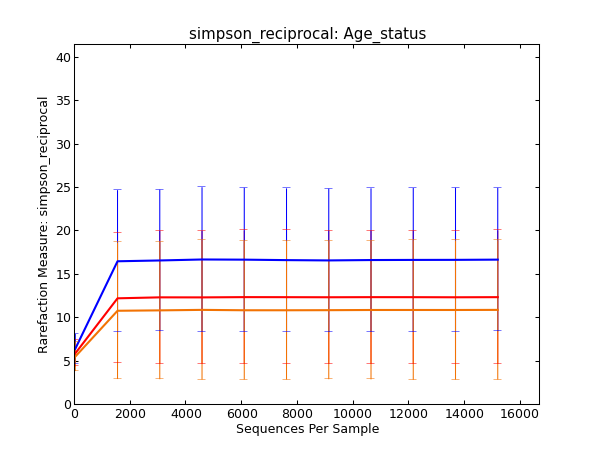 simpson_reciprocal: Age_status
Rarefaction Measure: simpson_reciprocal
40
35
30
25
20
15
10
5
0
0 2000 4000 6000 8000 10000 12000 14000 16000
Sequences Per Sample